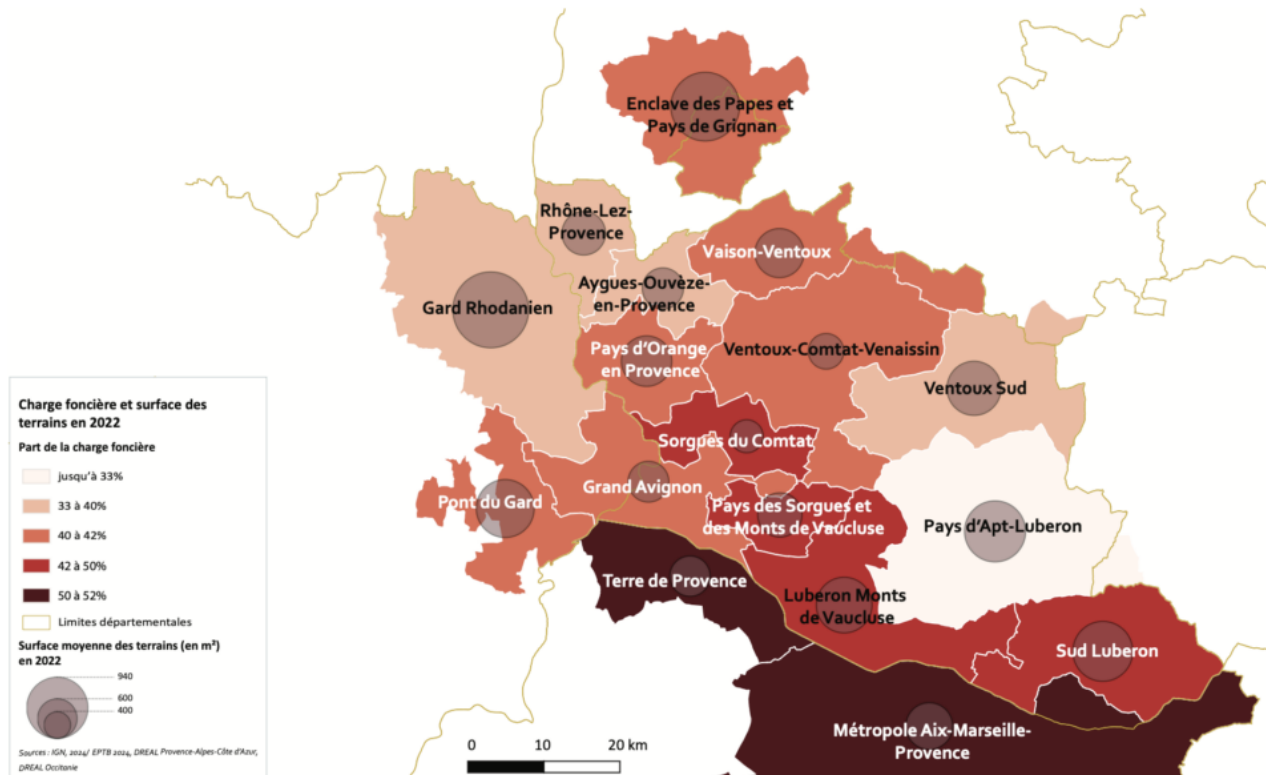 Enclave des Papes et
Pays de Grignan
Rhône-Lez-
Provence
Vaison-Ventoux
Aygues-Ouvèze-
en-Provence
Gard Rhodanien
Pays d'Orange
en Provence
Ventoux-Comtat-Venaissin
Ventoux Sud
Sorgues du Comtat
Grand Avignon
Pont du Gard
Pays des Sorgues et
des Monts de Vaucluse
Pays d'Apt-Luberon
Terre de Provence
Luberon Monts
de Vaucluse
Sud Luberon
Métropole Aix-Marseille-
Provence
Charge foncière et surface des
terrains en 2022
Part de la charge foncière
jusqu'à 33%
33 à 40%
40 à 42%
42 à 50%
50 à 52%
Limites départementales
Surface moyenne des terrains (en m²)
en 2022
940
600
400
Sources : IGN, 2024/ EPTB 2024, DREAL Provence-Alpes-Côte d'Azur,
DREAL Occitanie
0 10 20 km